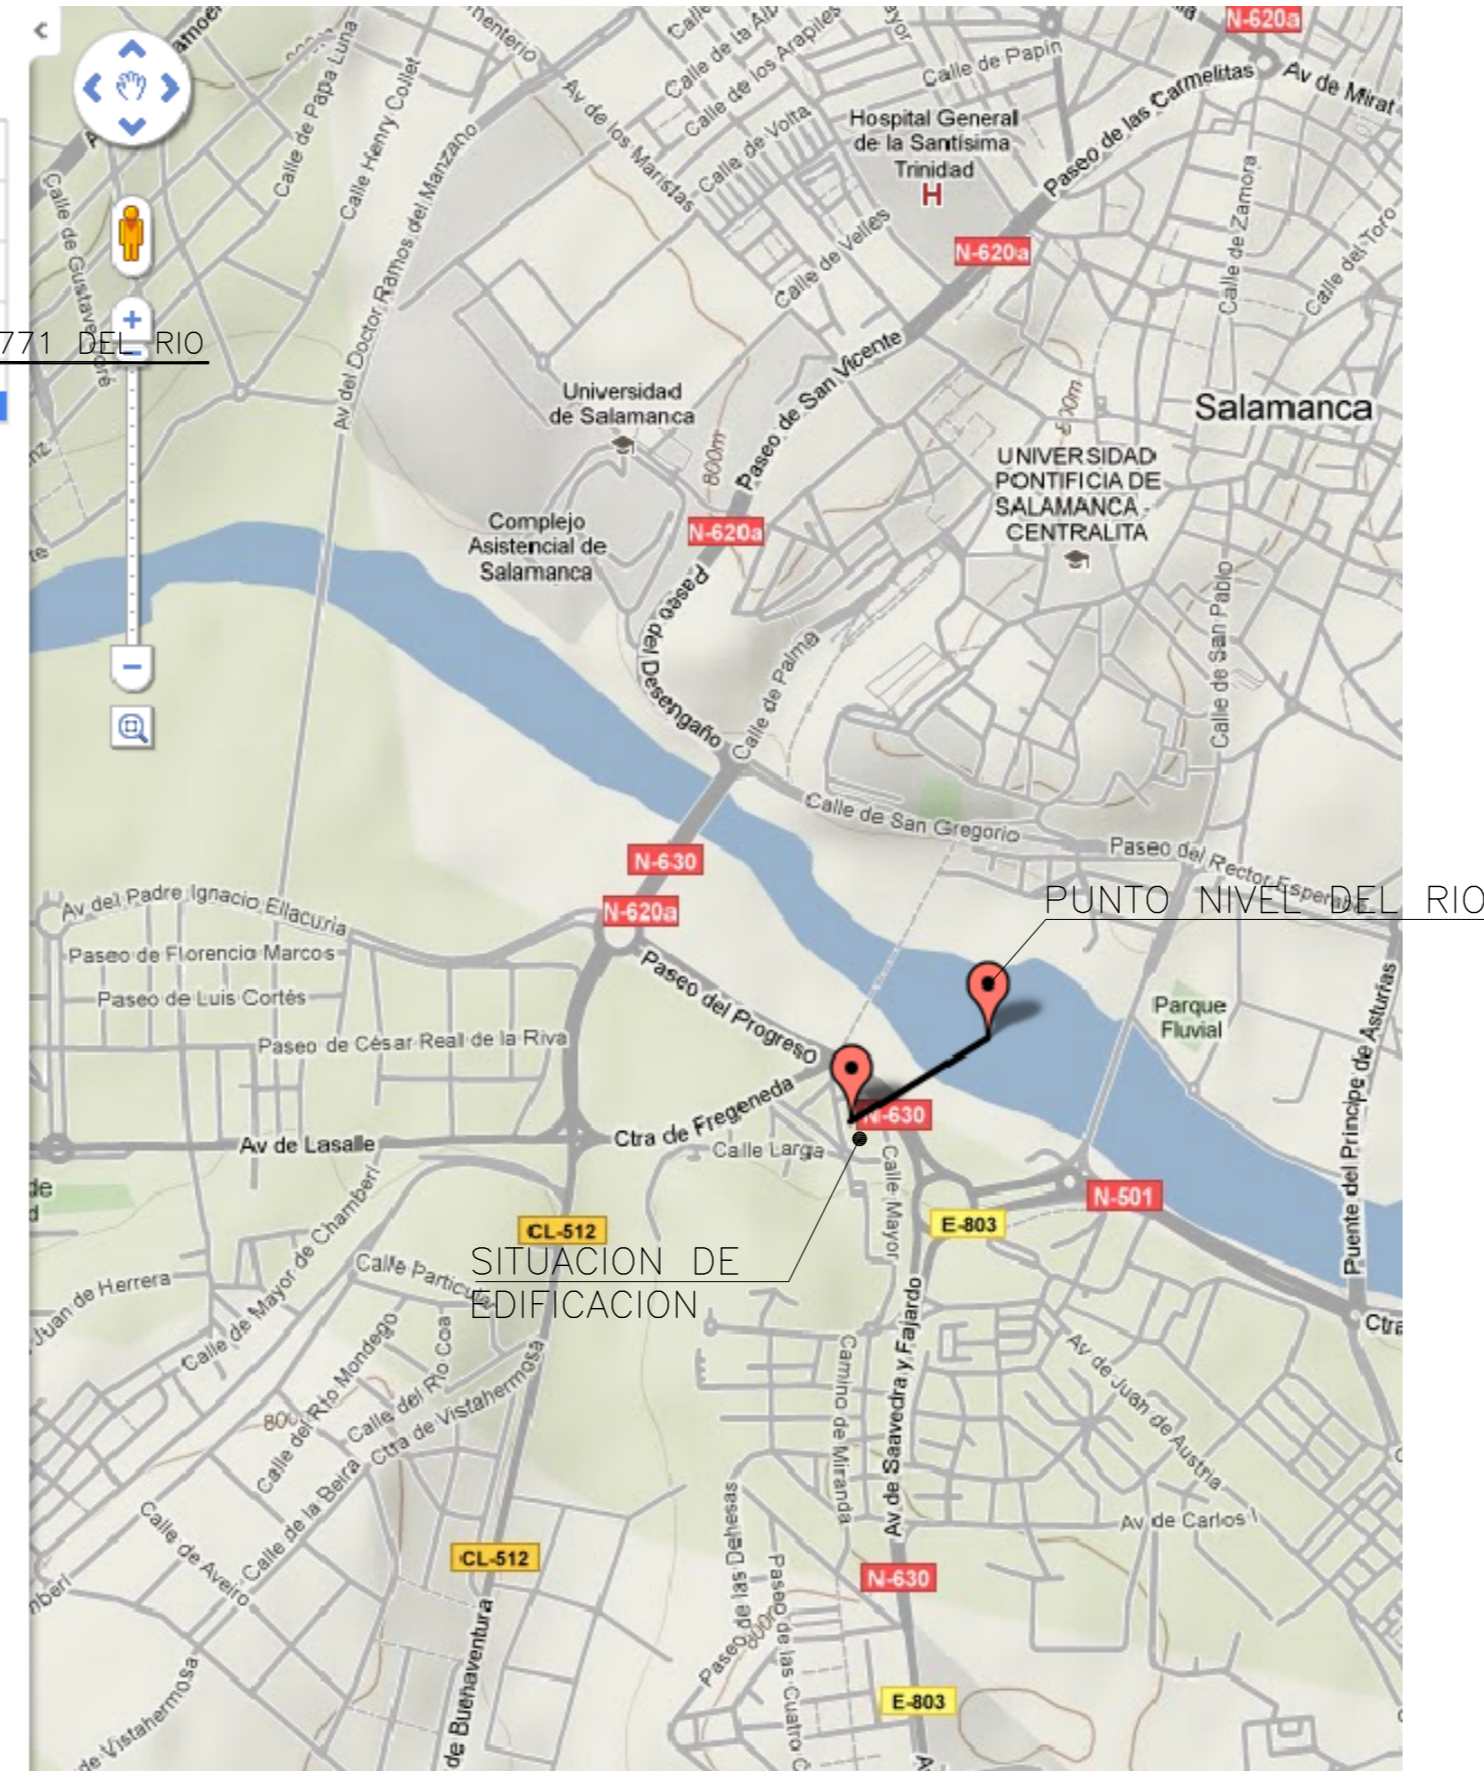 N-620a
Calle de Papín
Av de Mirat
Paseo de las Carmelitas
Av de los Maristas
Calle de los Arapiles
Calle de Volta
Calle de Velles
Hospital General
de la Santísima
Trinidad
H
N-620a
Calle de Zamora
Calle del Toro
Calle de Papa Luna
Calle Henry Collet
Av del Doctor Ramos del Manzano
771 DEL RIO
Universidad
de Salamanca
800m
Paseo de San Vicente
Salamanca
UNIVERSIDAD
PONTIFICIA DE
SALAMANCA -
CENTRALITA
N-620a
Complejo
Asistencial de
Salamanca
Paseo del Desengaño
Calle de Palma
Calle de San Pablo
Calle de San Gregorio
Paseo del Rector Esperabé
N-630
N-620a
PUNTO NIVEL DEL RIO
Av del Padre Ignacio Ellacuría
Paseo de Florencio Marcos
Paseo de Luis Cortés
Paseo de César Real de la Riva
Paseo del Progreso
Parque
Fluvial
Puente del Principe de Asturias
N-630
Ctra de Fregeneda
Av de Lasalle
Calle Larga
Calle Mayor
N-501
E-803
CL-512
SITUACION DE
EDIFICACION
Calle Particular
Juan de Herrera
Calle de Mayor de Chamberí
Ctra
Calle del Río Mondego
Calle del Río Coa
Ctra de Vistahermosa
Calle de la Beira
Calle de Aveiro
Camino de Miranda
Av de Saavedra y Fajardo
Av de Juan de Austria
Av de Carlos I
CL-512
N-630
Paseo de las Dehesas
Paseo de las Cuatro C
800m
E-803
de Buenaventura
de Vistahermosa